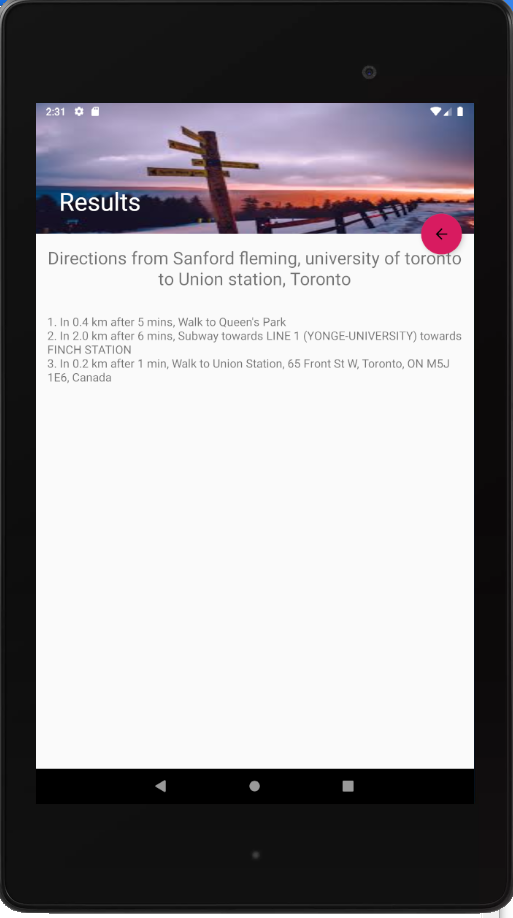 2:31
Results
Directions from Sanford fleming, university of toronto
to Union station, Toronto
1. In 0.4 km after 5 mins, Walk to Queen's Park
2. In 2.0 km after 6 mins, Subway towards LINE 1 (YONGE-UNIVERSITY) towards
FINCH STATION
3. In 0.2 km after 1 min, Walk to Union Station, 65 Front St W, Toronto, ON M5J
1E6, Canada